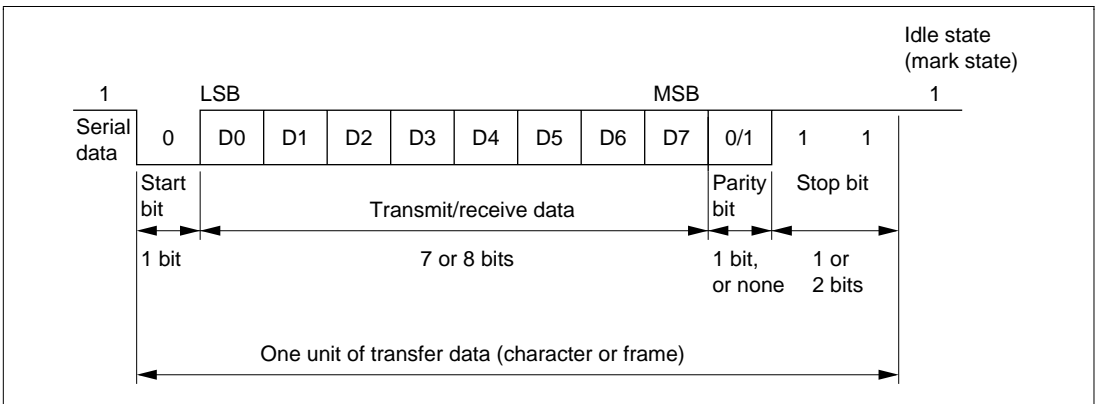 Idle state
(mark state)
1 LSB MSB 1
Serial
data
0 D0 D1 D2 D3 D4 D5 D6 D7 0/1 1 1
Start
bit
Transmit/receive data
Parity
bit
Stop bit
1 bit
7 or 8 bits
1 bit,
or none
1 or
2 bits
One unit of transfer data (character or frame)